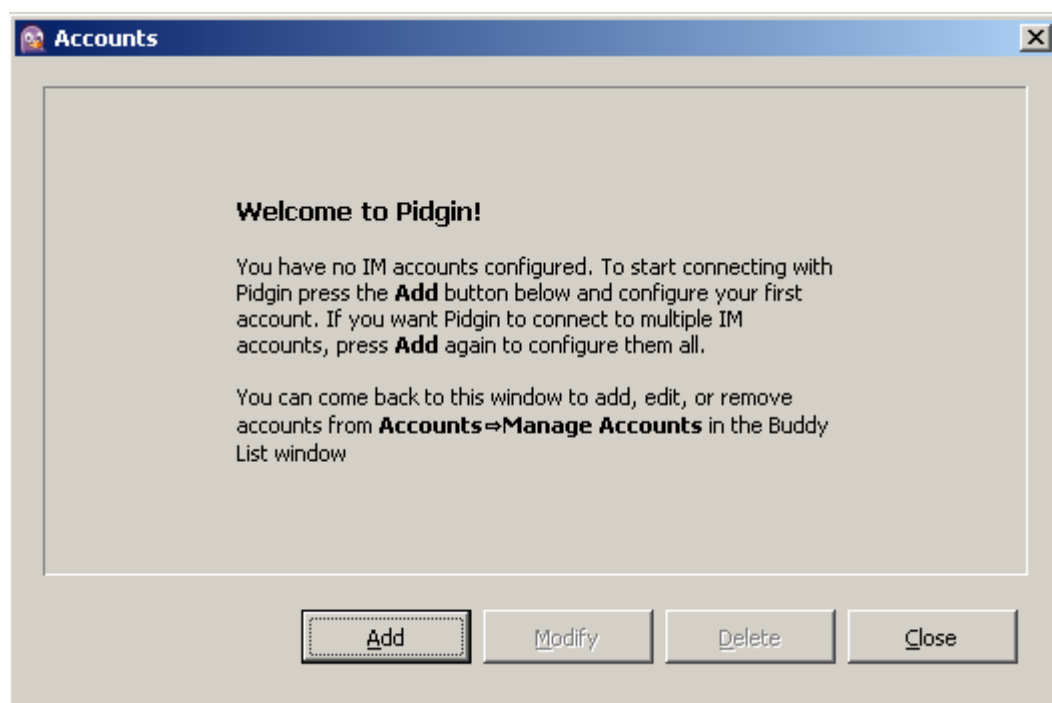 Accounts
Welcome to Pidgin!
You have no IM accounts configured. To start connecting with
Pidgin press the Add button below and configure your first
account. If you want Pidgin to connect to multiple IM
accounts, press Add again to configure them all.
You can come back to this window to add, edit, or remove
accounts from Accounts⇨Manage Accounts in the Buddy
List window
Add Modify Delete Close